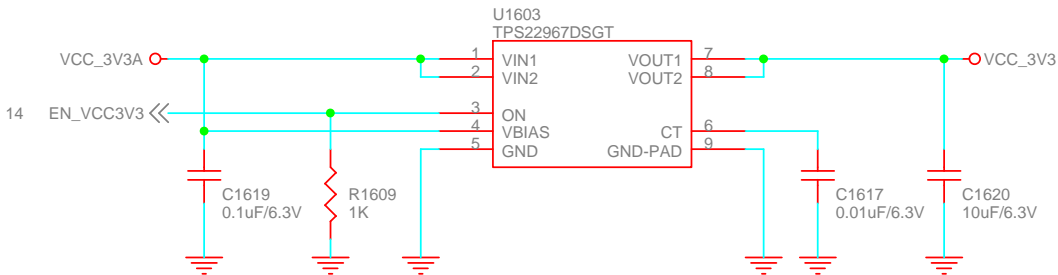 U1603
TPS22967DSGT
VCC_3V3A
1 VIN1 VOUT1 7
VCC_3V3
2 VIN2 VOUT2 8
14 EN_VCC3V3
3 ON
4 VBIAS CT 6
5 GND GND-PAD 9
C1619
0.1uF/6.3V
R1609
1K
C1617
0.01uF/6.3V
C1620
10uF/6.3V